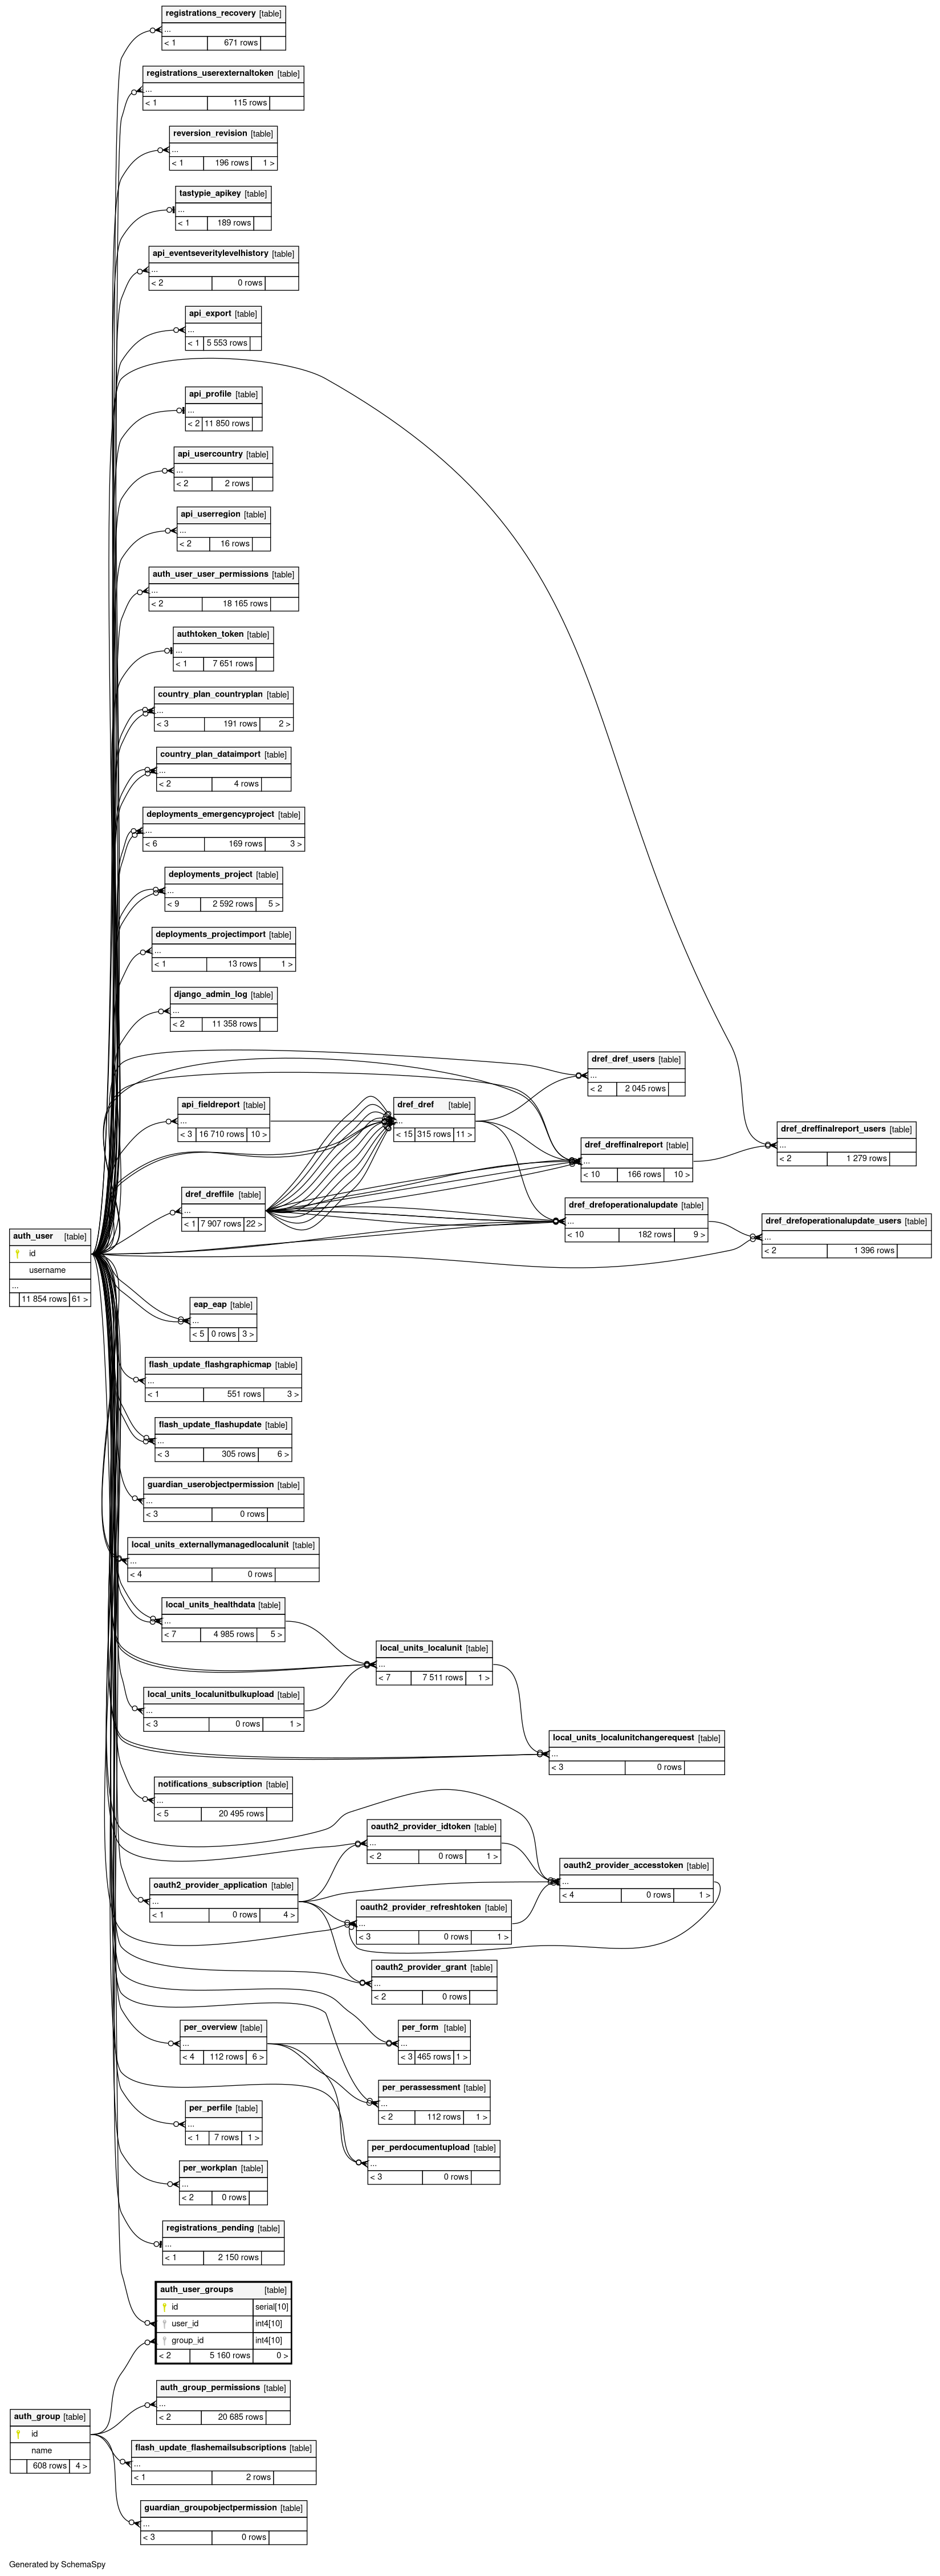 registrations_recovery [table]
...
< 1 671 rows
registrations_userexternaltoken [table]
...
< 1 115 rows
reversion_revision [table]
...
< 1 196 rows 1 >
tastypie_apikey [table]
...
< 1 189 rows
api_eventseveritylevelhistory [table]
...
< 2 0 rows
api_export [table]
...
< 1 5 553 rows
api_profile [table]
...
< 2 11 850 rows
api_usercountry [table]
...
< 2 2 rows
api_userregion [table]
...
< 2 16 rows
auth_user_user_permissions [table]
...
< 2 18 165 rows
authtoken_token [table]
...
< 1 7 651 rows
country_plan_countryplan [table]
...
< 3 191 rows 2 >
country_plan_dataimport [table]
...
< 2 4 rows
deployments_emergencyproject [table]
...
< 6 169 rows 3 >
deployments_project [table]
...
< 9 2 592 rows 5 >
deployments_projectimport [table]
...
< 1 13 rows 1 >
django_admin_log [table]
...
< 2 11 358 rows
dref_dref_users [table]
...
< 2 2 045 rows
api_fieldreport [table]
...
< 3 16 710 rows 10 >
dref_dref [table]
...
< 15 315 rows 11 >
dref_dreffinalreport_users [table]
...
< 2 1 279 rows
dref_dreffinalreport [table]
...
< 10 166 rows 10 >
dref_dreffile [table]
...
< 1 7 907 rows 22 >
dref_drefoperationalupdate [table]
...
< 10 182 rows 9 >
dref_drefoperationalupdate_users [table]
...
< 2 1 396 rows
auth_user [table]
id
username
...
11 854 rows 61 >
eap_eap [table]
...
< 5 0 rows 3 >
flash_update_flashgraphicmap [table]
...
< 1 551 rows 3 >
flash_update_flashupdate [table]
...
< 3 305 rows 6 >
guardian_userobjectpermission [table]
...
< 3 0 rows
local_units_externallymanagedlocalunit [table]
...
< 4 0 rows
local_units_healthdata [table]
...
< 7 4 985 rows 5 >
local_units_localunit [table]
...
< 7 7 511 rows 1 >
local_units_localunitbulkupload [table]
...
< 3 0 rows 1 >
local_units_localunitchangerequest [table]
...
< 3 0 rows
notifications_subscription [table]
...
< 5 20 495 rows
oauth2_provider_idtoken [table]
...
< 2 0 rows 1 >
oauth2_provider_accesstoken [table]
...
< 4 0 rows 1 >
oauth2_provider_application [table]
...
< 1 0 rows 4 >
oauth2_provider_refreshtoken [table]
...
< 3 0 rows 1 >
oauth2_provider_grant [table]
...
< 2 0 rows
per_overview [table]
...
< 4 112 rows 6 >
per_form [table]
...
< 3 465 rows 1 >
per_perassessment [table]
...
< 2 112 rows 1 >
per_perfile [table]
...
< 1 7 rows 1 >
per_perdocumentupload [table]
...
< 3 0 rows
per_workplan [table]
...
< 2 0 rows
registrations_pending [table]
...
< 1 2 150 rows
auth_user_groups [table]
id serial[10]
user_id int4[10]
group_id int4[10]
< 2 5 160 rows 0 >
auth_group_permissions [table]
...
< 2 20 685 rows
auth_group [table]
id
name
608 rows 4 >
flash_update_flashemailsubscriptions [table]
...
< 1 2 rows
guardian_groupobjectpermission [table]
...
< 3 0 rows
Generated by SchemaSpy